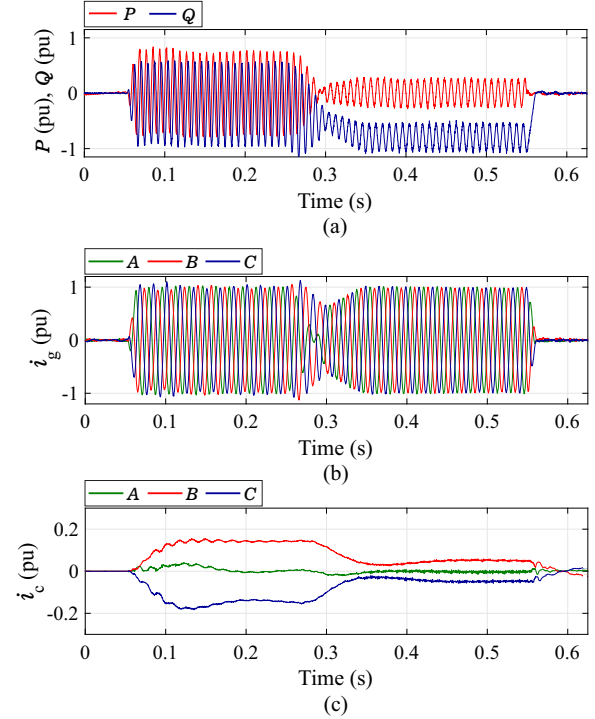 P Q
1
0
-1
P (pu), Q (pu)
0 0.1 0.2 0.3 0.4 0.5 0.6
Time (s)
(a)
A B C
1
0
-1
i_g (pu)
0 0.1 0.2 0.3 0.4 0.5 0.6
Time (s)
(b)
A B C
0.2
0
-0.2
i_c (pu)
0 0.1 0.2 0.3 0.4 0.5 0.6
Time (s)
(c)